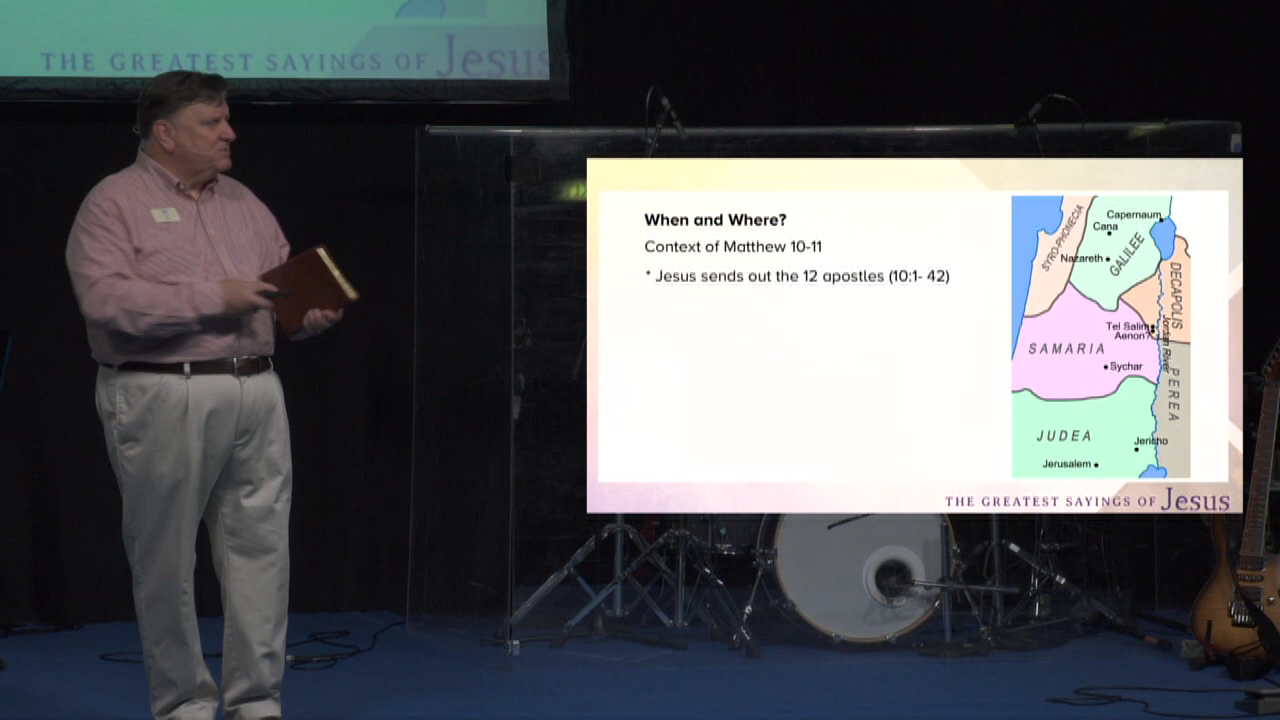 THE GREATEST SAYINGS OF Jesus
When and Where?
Context of Matthew 10-11
* Jesus sends out the 12 apostles (10:1- 42)
SYRO-PHONECIA
Capernaum
Cana
GALILEE
Nazareth
DECAPOLIS
Tel Salim
Aenon?
Jordan River
SAMARIA
Sychar
PEREA
JUDEA
Jericho
Jerusalem
THE GREATEST SAYINGS OF Jesus